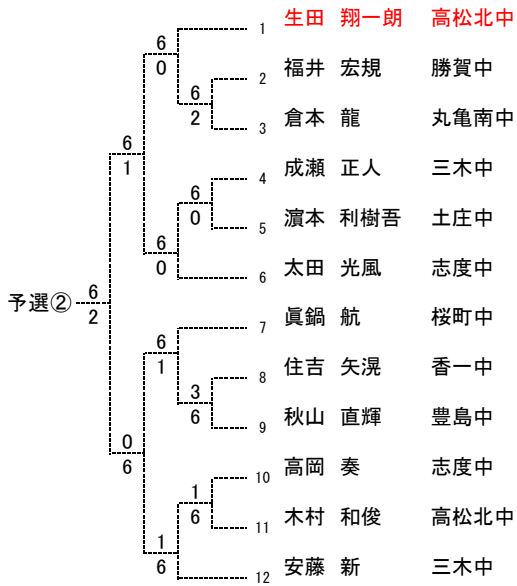 1 生田 翔一朗 高松北中
6
0
2 福井 宏規 勝賀中
6
2
3 倉本 龍 丸亀南中
6
1
4 成瀬 正人 三木中
6
0
5 濵本 利樹吾 土庄中
6
0
6 太田 光風 志度中
予選②
6
2
7 眞鍋 航 桜町中
6
1
8 住吉 矢滉 香一中
3
6
9 秋山 直輝 豊島中
0
6
10 高岡 奏 志度中
1
6
11 木村 和俊 高松北中
1
6
12 安藤 新 三木中